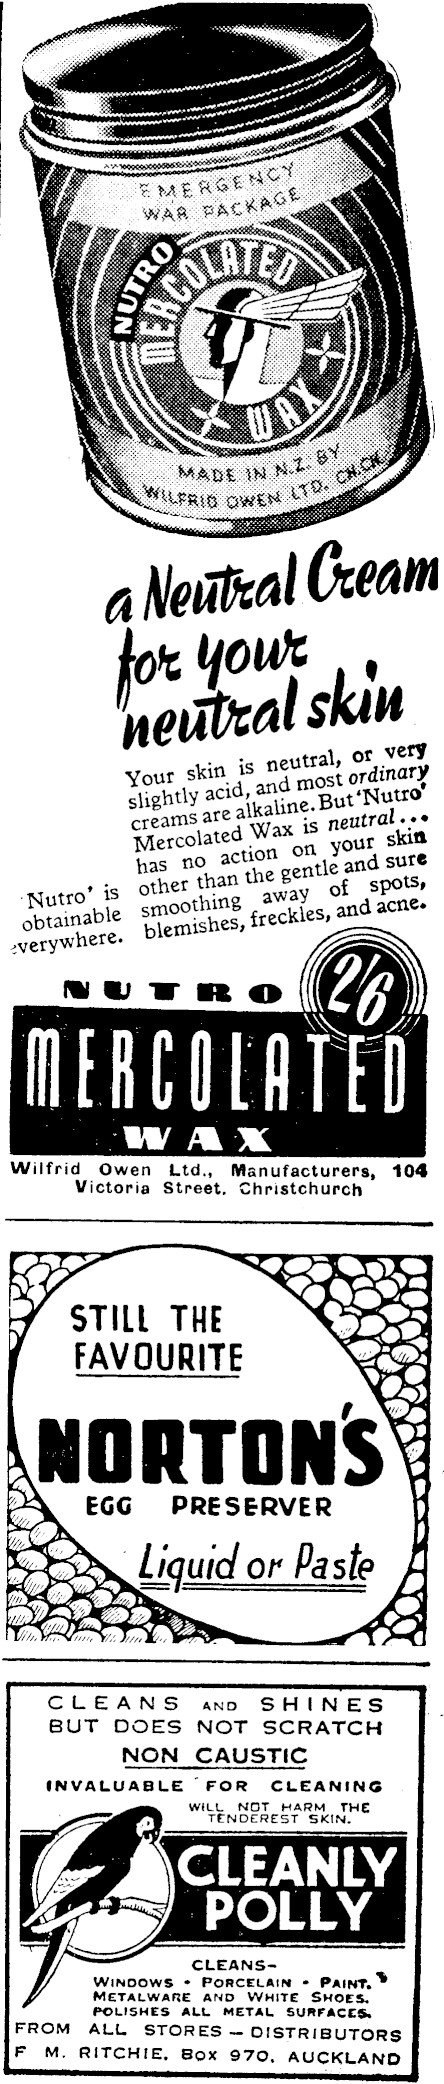 EMERGENCY
WAR PACKAGE
NUTRO
MERCOLATED
WAX
MADE IN N.Z. BY
WILFRID OWEN LTD. CH.CH.
a Neutral Cream
for your
neutral skin
Your skin is neutral, or very
slightly acid, and most ordinary
creams are alkaline. But 'Nutro'
Mercolated Wax is neutral...
has no action on your skin
other than the gentle and sure
smoothing away of spots,
blemishes, freckles, and acne.
'Nutro' is
obtainable
everywhere.
NUTRO
2/6
MERCOLATED
WAX
Wilfrid Owen Ltd., Manufacturers, 104
Victoria Street, Christchurch
STILL THE
FAVOURITE
NORTON'S
EGG PRESERVER
Liquid or Paste
CLEANS AND SHINES
BUT DOES NOT SCRATCH
NON CAUSTIC
INVALUABLE FOR CLEANING
WILL NOT HARM THE
TENDEREST SKIN.
CLEANLY
POLLY
CLEANS-
WINDOWS • PORCELAIN • PAINT.
METALWARE AND WHITE SHOES.
POLISHES ALL METAL SURFACES.
FROM ALL STORES — DISTRIBUTORS
F M. RITCHIE, BOX 970, AUCKLAND